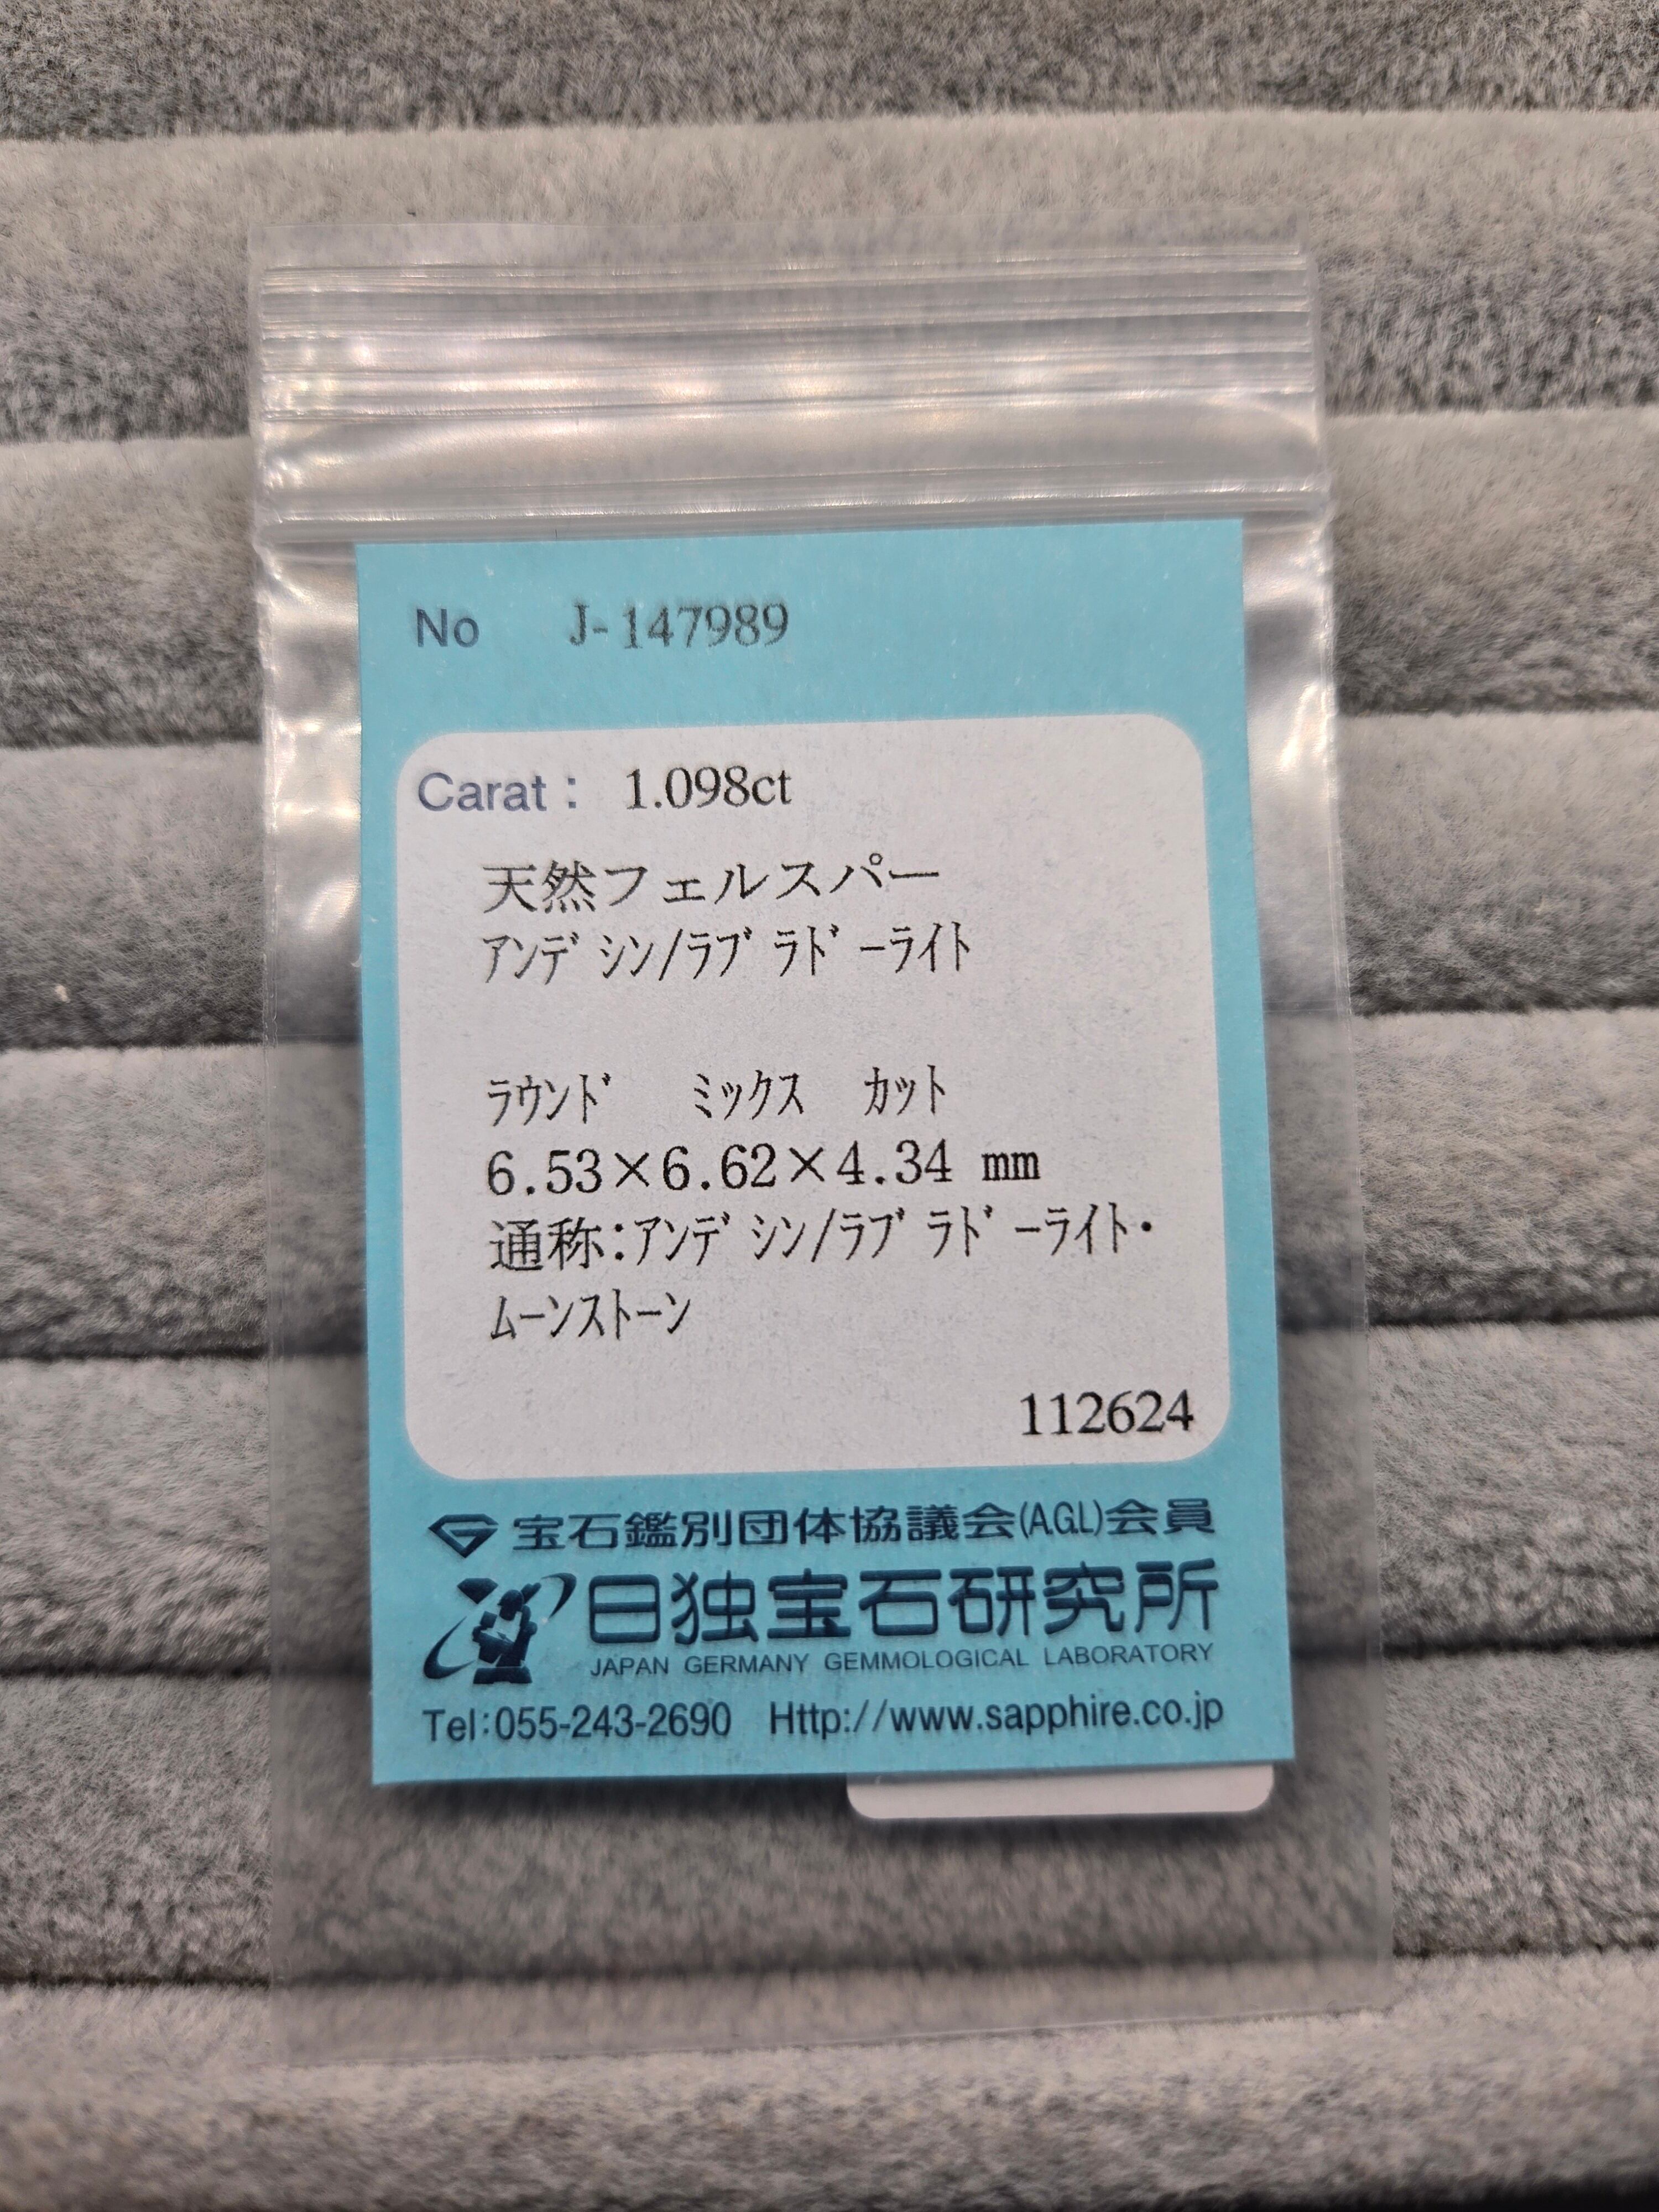 No J-147989
Carat： 1.098ct
天然フェルスパー
ｱﾝﾃﾞｼﾝ/ﾗﾌﾞﾗﾄﾞｰﾗｲﾄ
ﾗｳﾝﾄﾞ ﾐｯｸｽ ｶｯﾄ
6.53×6.62×4.34 mm
通称:ｱﾝﾃﾞｼﾝ/ﾗﾌﾞﾗﾄﾞｰﾗｲﾄ・
ﾑｰﾝｽﾄｰﾝ
112624
宝石鑑別団体協議会(A.G.L)会員
日独宝石研究所
JAPAN GERMANY GEMMOLOGICAL LABORATORY
Tel:055-243-2690 Http://www.sapphire.co.jp